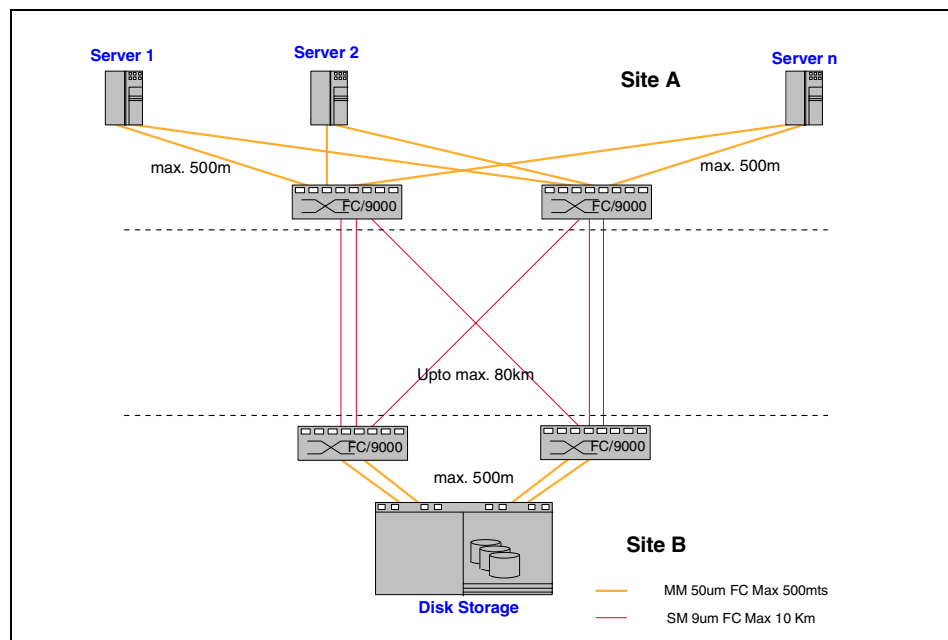 Server 1
Server 2
Server n
Site A
max. 500m
max. 500m
FC/9000
FC/9000
Upto max. 80km
FC/9000
FC/9000
max. 500m
Site B
Disk Storage
MM 50um FC Max 500mts
SM 9um FC Max 10 Km